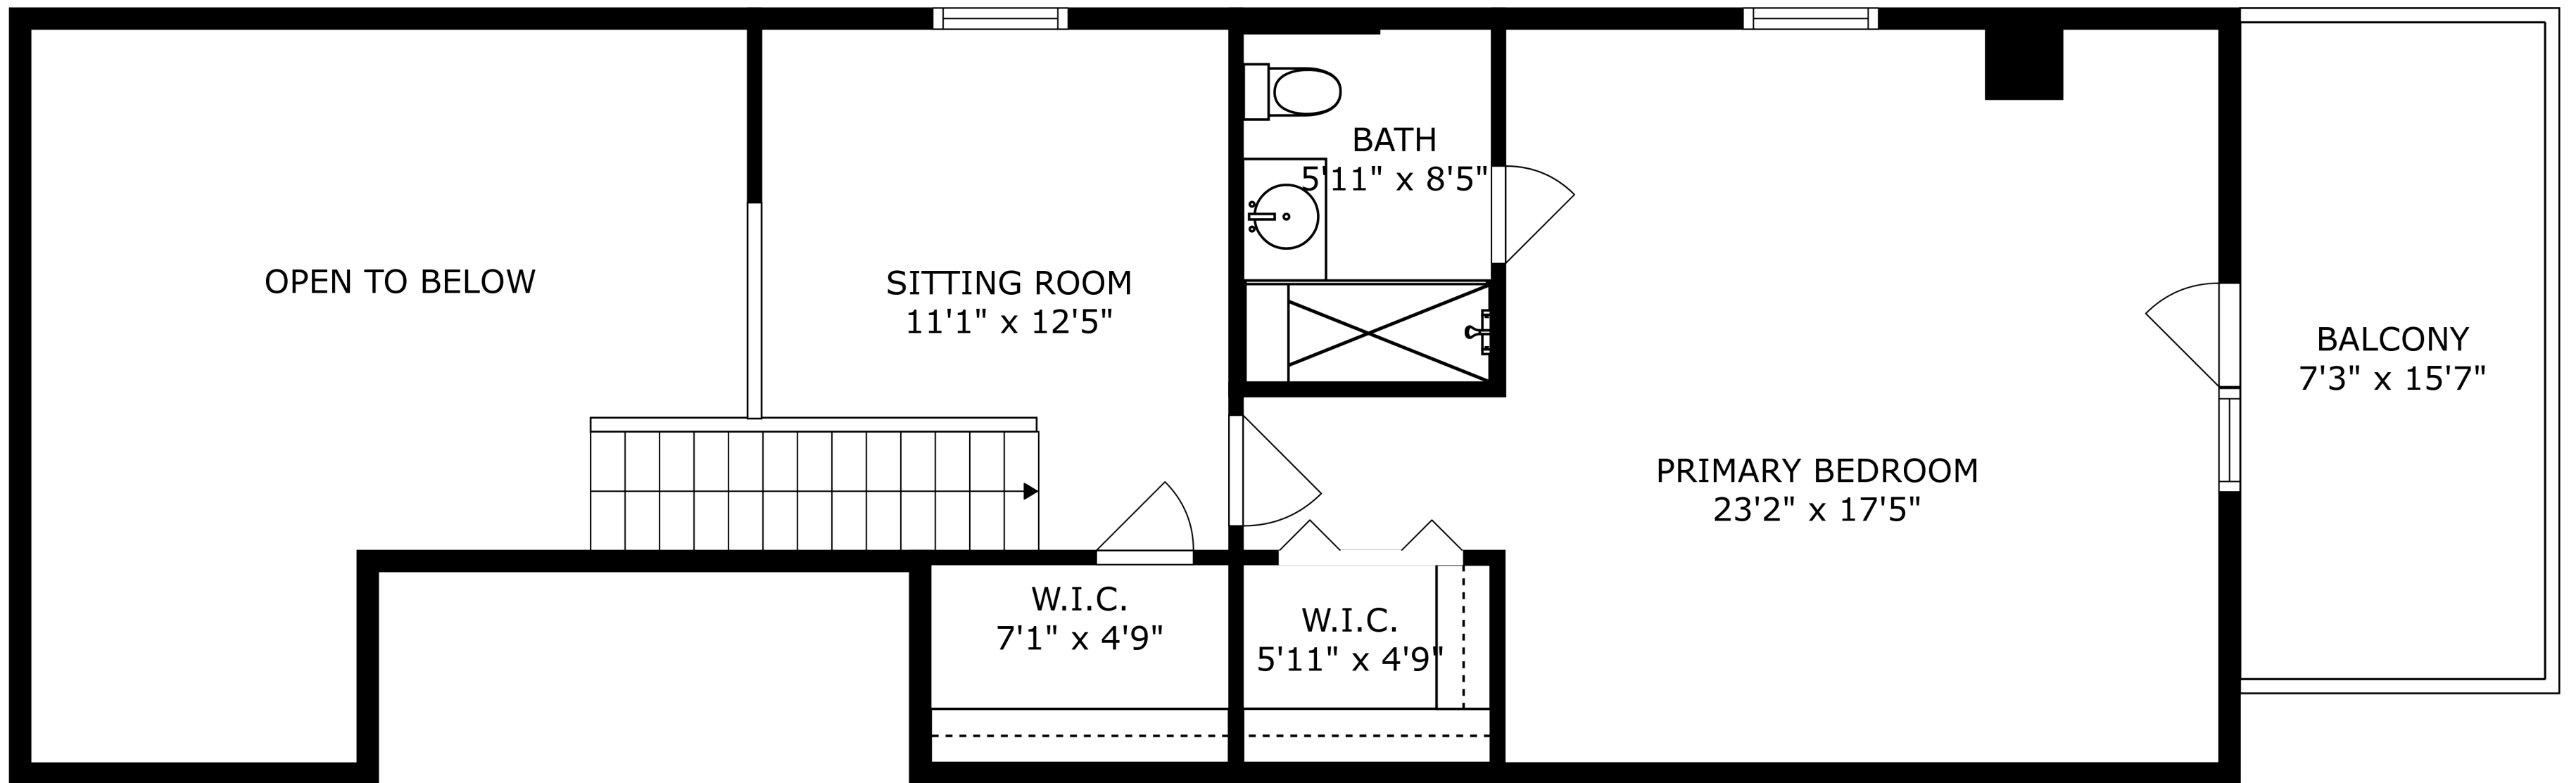 OPEN TO BELOW
SITTING ROOM
11'1" x 12'5"
BATH
5'11" x 8'5"
PRIMARY BEDROOM
23'2" x 17'5"
BALCONY
7'3" x 15'7"
W.I.C.
7'1" x 4'9"
W.I.C.
5'11" x 4'9"